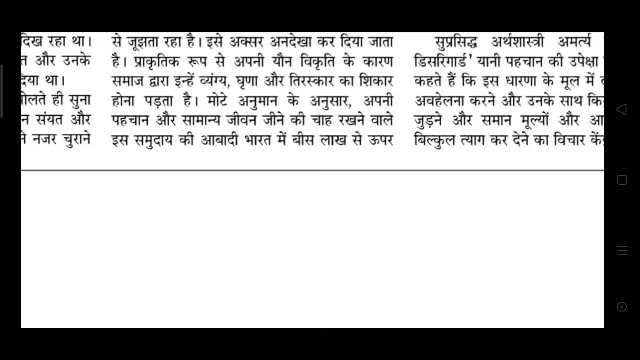 दिख रहा था।
और उनके
दिया था।
बोलते ही सुना
संयत और
नजर चुराने
से जूझता रहा है। इसे अक्सर अनदेखा कर दिया जाता
है। प्राकृतिक रूप से अपनी यौन विकृति के कारण
समाज द्वारा इन्हें व्यंग्य, घृणा और तिरस्कार का शिकार
होना पड़ता है। मोटे अनुमान के अनुसार, अपनी
पहचान और सामान्य जीवन जीने की चाह रखने वाले
इस समुदाय की आबादी भारत में बीस लाख से ऊपर
सुप्रसिद्ध अर्थशास्त्री अमर्त्य
डिसरिगार्ड' यानी पहचान की उपेक्षा
कहते हैं कि इस धारणा के मूल में
अवहेलना करने और उनके साथ
जुड़ने और समान मूल्यों और
बिल्कुल त्याग कर देने का विचार